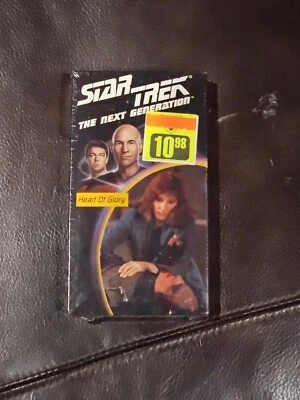 STAR TREK
THE NEXT GENERATION
10.98
Heart Of Glory